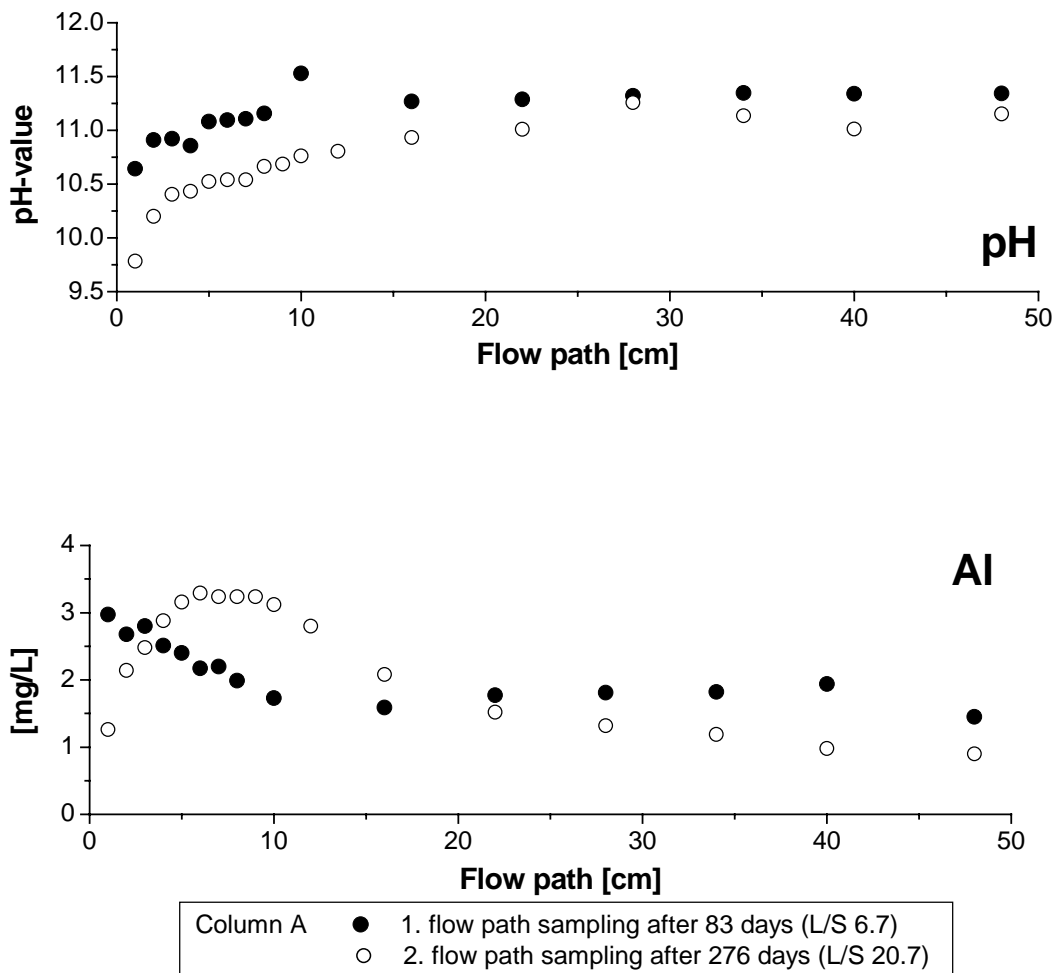 12.0
11.5
11.0
10.5
10.0
9.5
pH-value
pH
0 10 20 30 40 50
Flow path [cm]
4
3
2
1
0
[mg/L]
Al
0 10 20 30 40 50
Flow path [cm]
Column A ● 1. flow path sampling after 83 days (L/S 6.7)
○ 2. flow path sampling after 276 days (L/S 20.7)